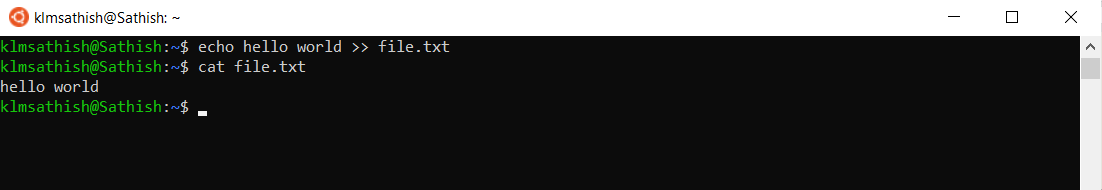 klmsathish@Sathish: ~
klmsathish@Sathish:~$ echo hello world >> file.txt
klmsathish@Sathish:~$ cat file.txt
hello world
klmsathish@Sathish:~$